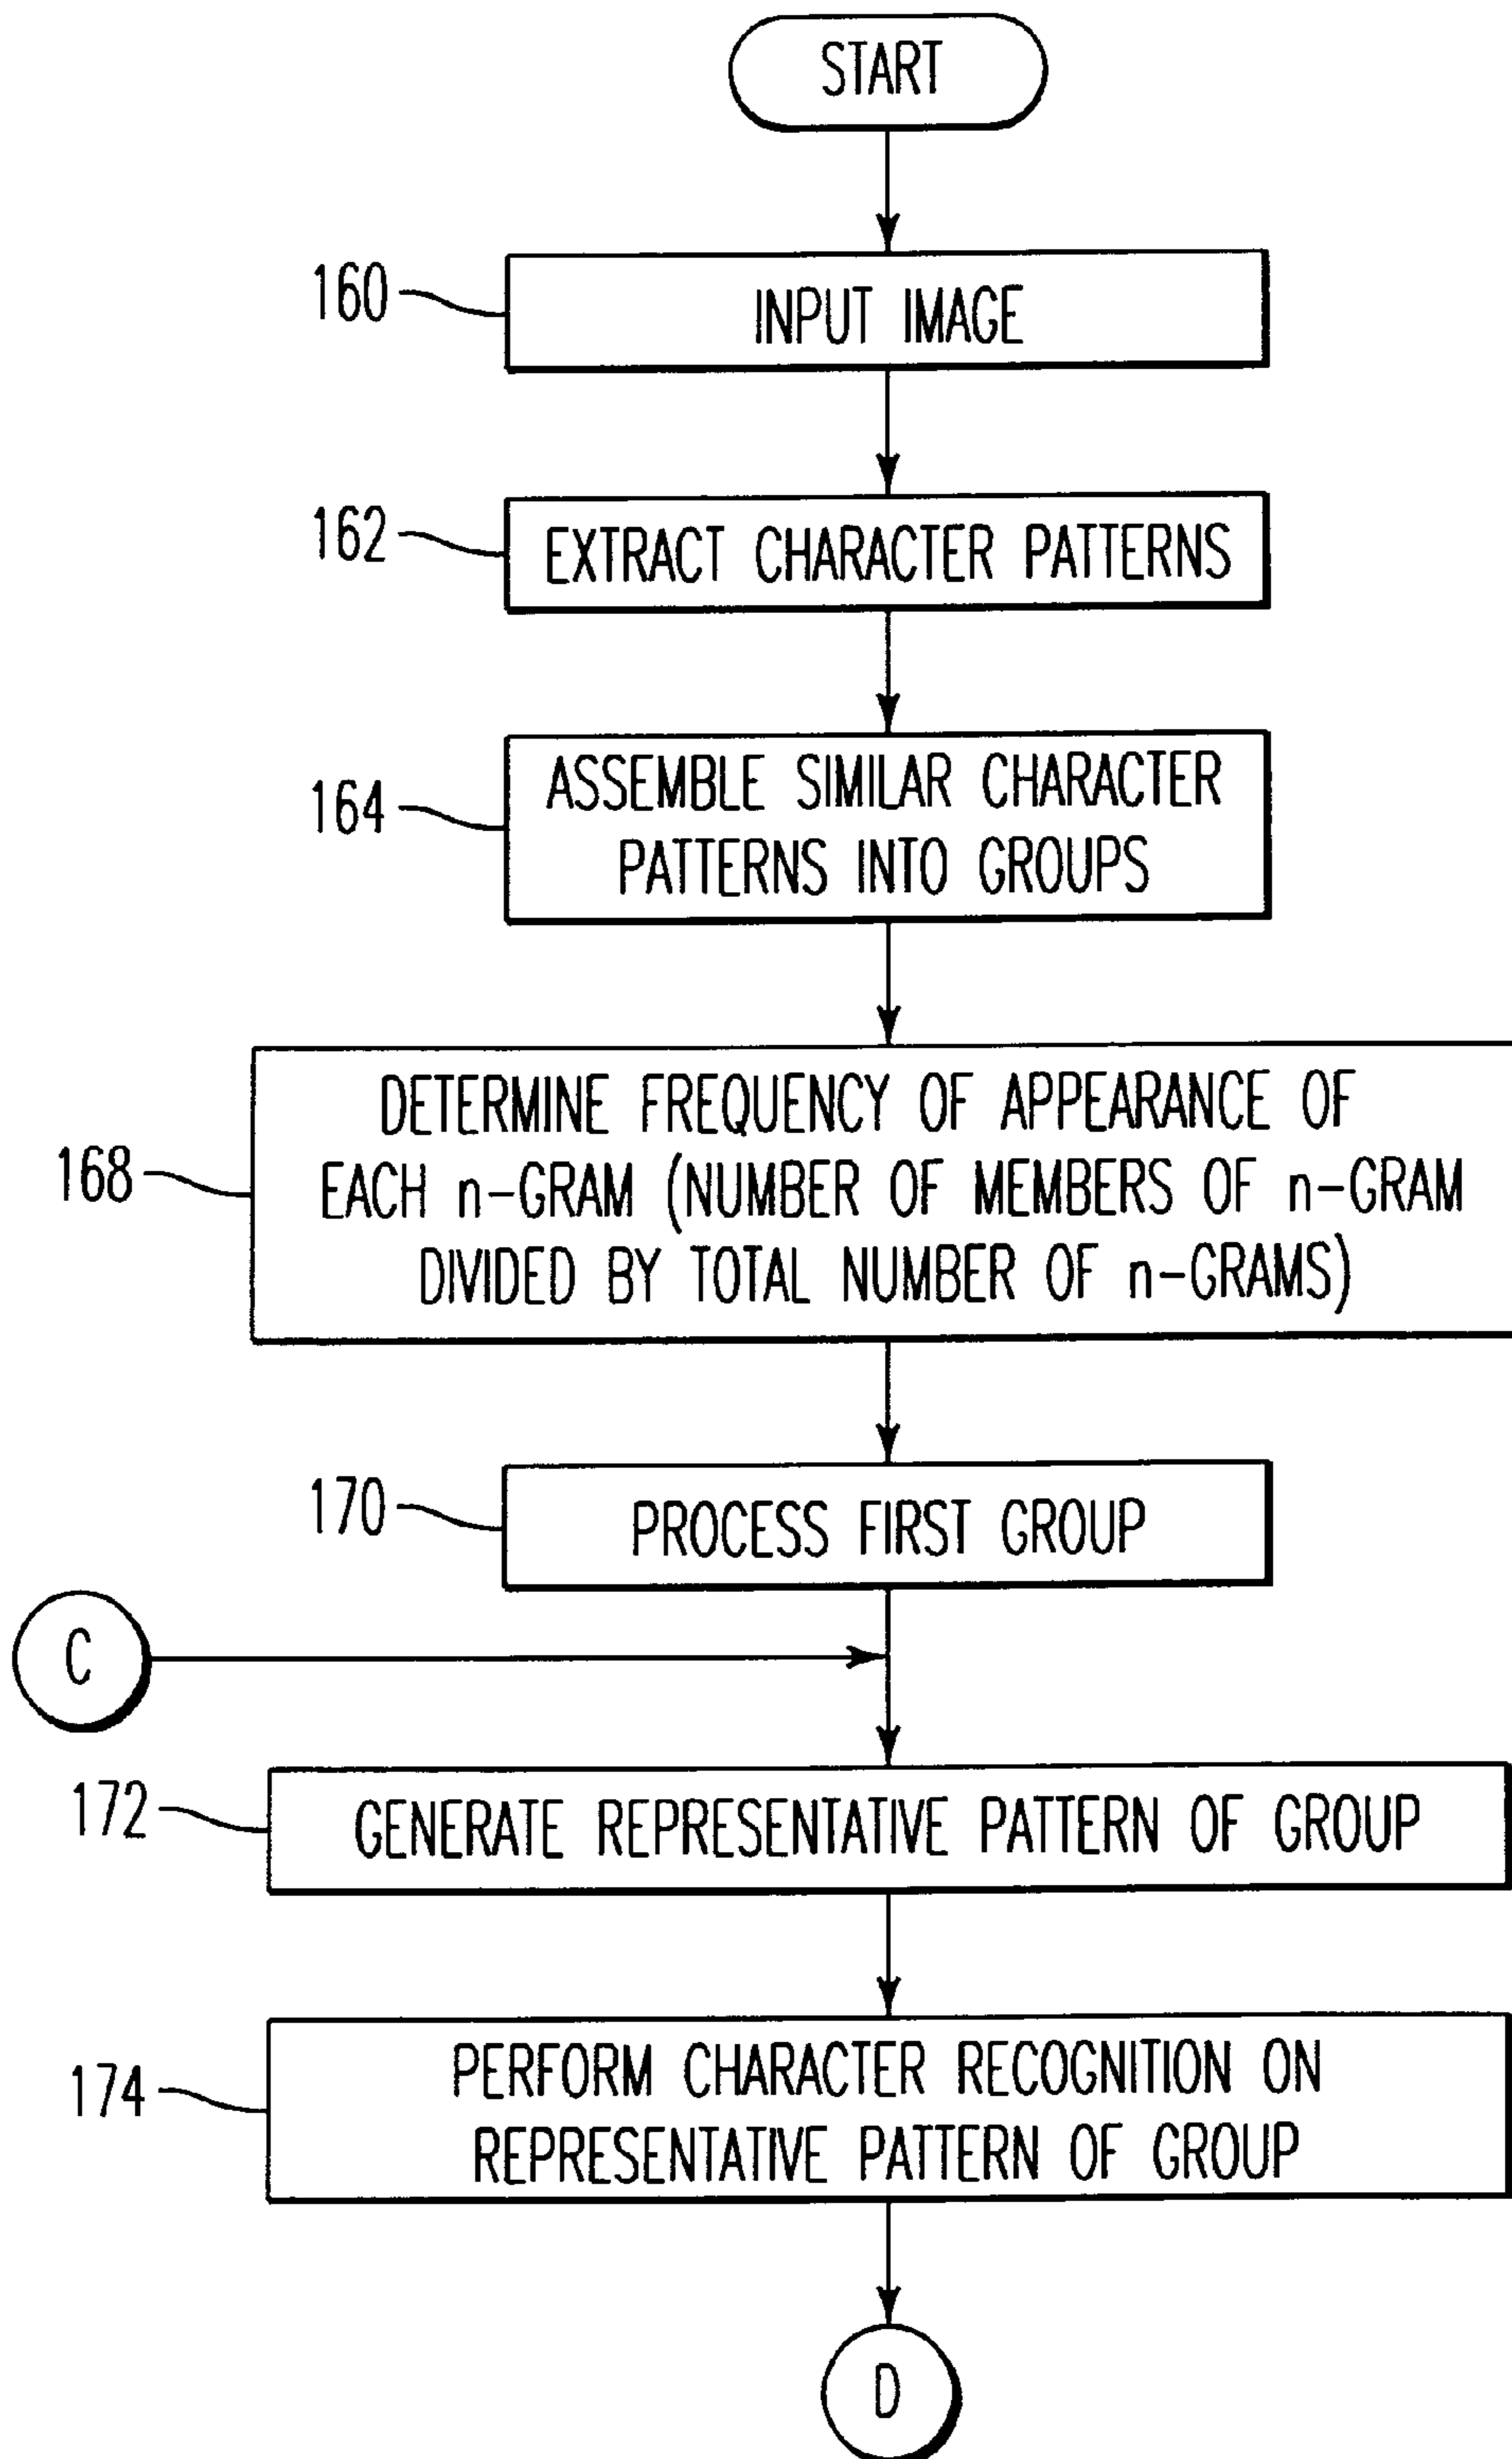 START
160
INPUT IMAGE
162
EXTRACT CHARACTER PATTERNS
164
ASSEMBLE SIMILAR CHARACTER
PATTERNS INTO GROUPS
168
DETERMINE FREQUENCY OF APPEARANCE OF
EACH n-GRAM (NUMBER OF MEMBERS OF n-GRAM
DIVIDED BY TOTAL NUMBER OF n-GRAMS)
170
PROCESS FIRST GROUP
C
172
GENERATE REPRESENTATIVE PATTERN OF GROUP
174
PERFORM CHARACTER RECOGNITION ON
REPRESENTATIVE PATTERN OF GROUP
D